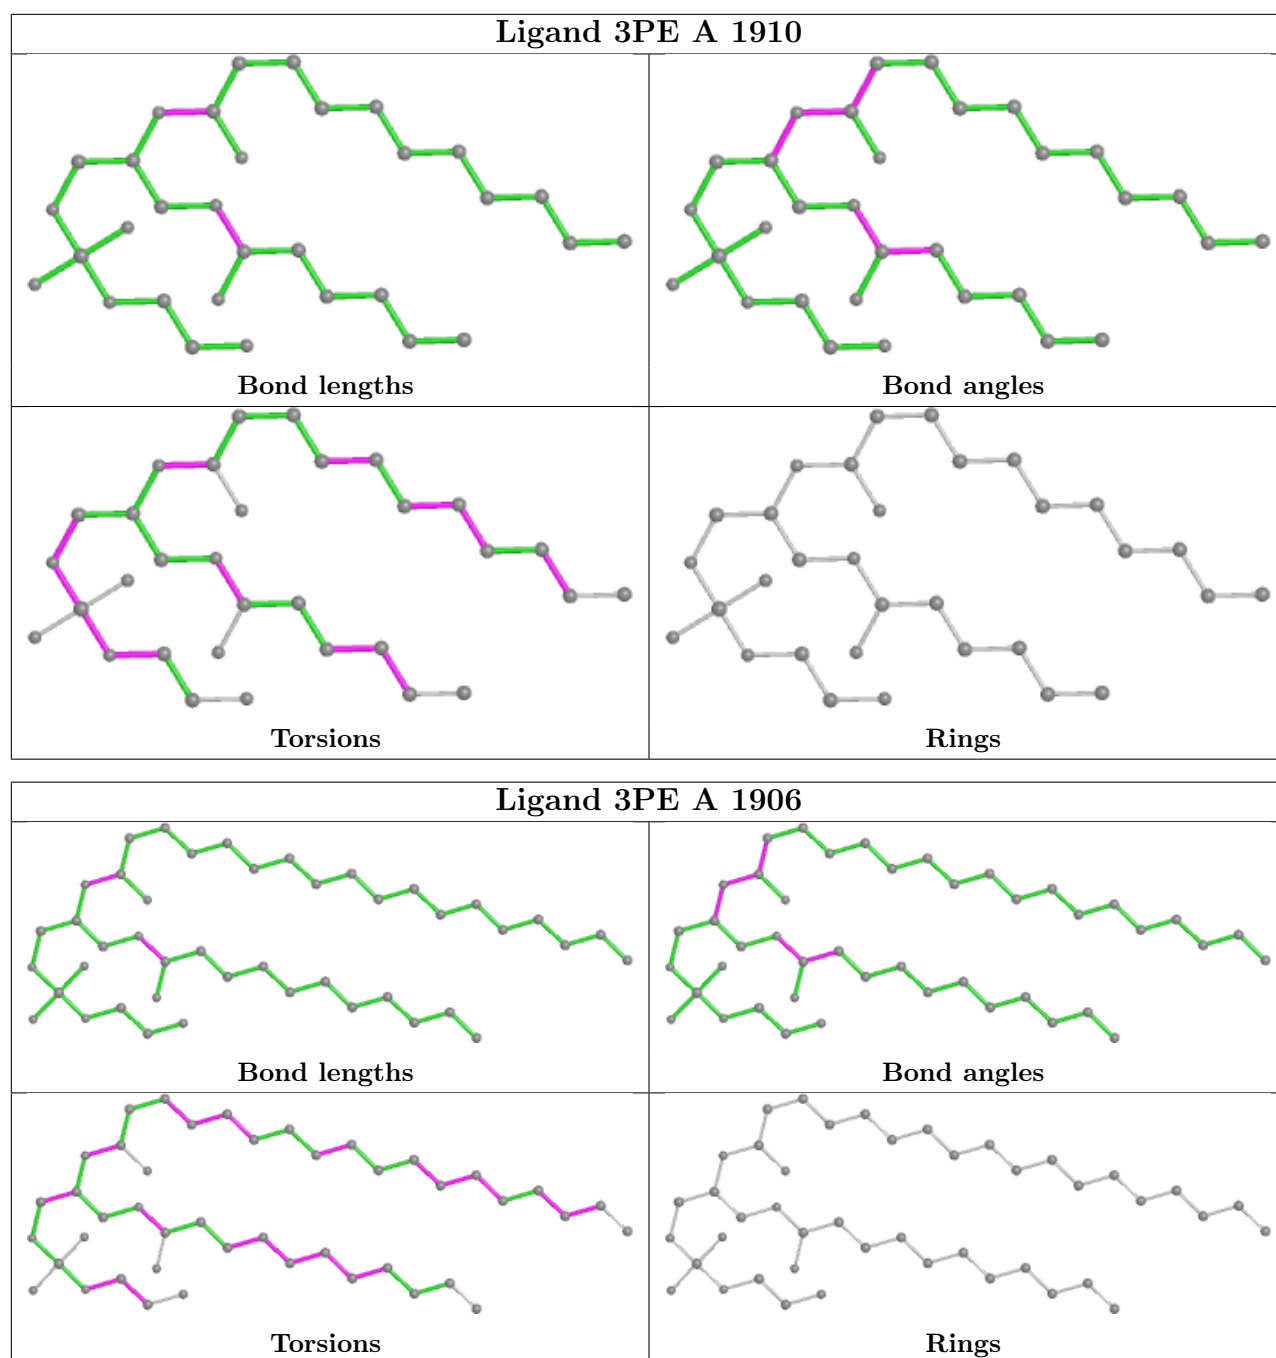 Ligand 3PE A 1910
Bond lengths
Bond angles
Torsions
Rings
Ligand 3PE A 1906
Bond lengths
Bond angles
Torsions
Rings